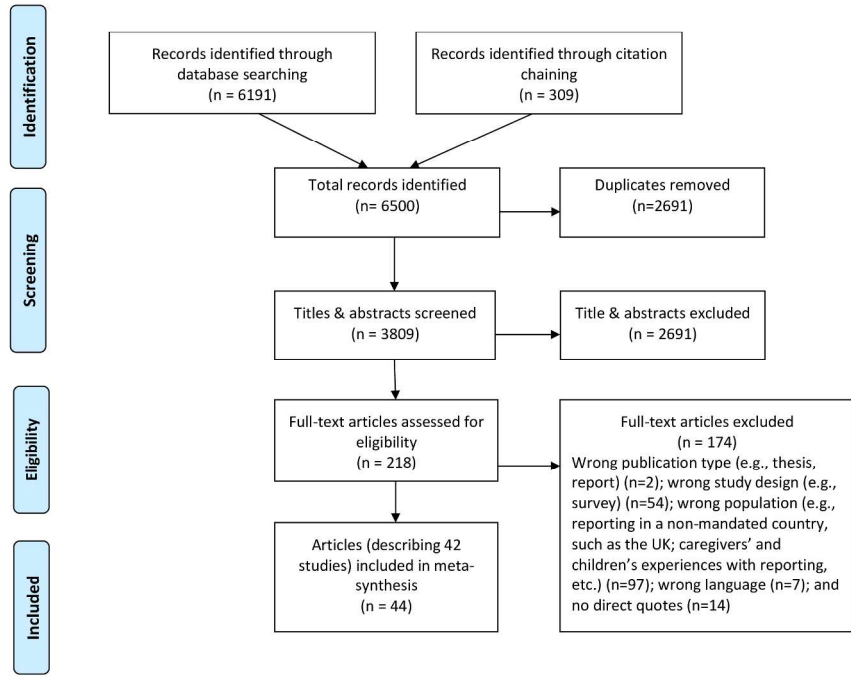 Identification
Records identified through
database searching
(n = 6191)
Records identified through citation
chaining
(n = 309)
Total records identified
(n= 6500)
Duplicates removed
(n=2691)
Screening
Titles & abstracts screened
(n = 3809)
Title & abstracts excluded
(n = 2691)
Eligibility
Full-text articles assessed for
eligibility
(n = 218)
Full-text articles excluded
(n = 174)
Wrong publication type (e.g., thesis,
report) (n=2); wrong study design (e.g.,
survey) (n=54); wrong population (e.g.,
reporting in a non-mandated country,
such as the UK; caregivers’ and
children’s experiences with reporting,
etc.) (n=97); wrong language (n=7); and
no direct quotes (n=14)
Included
Articles (describing 42
studies) included in meta-
synthesis
(n = 44)